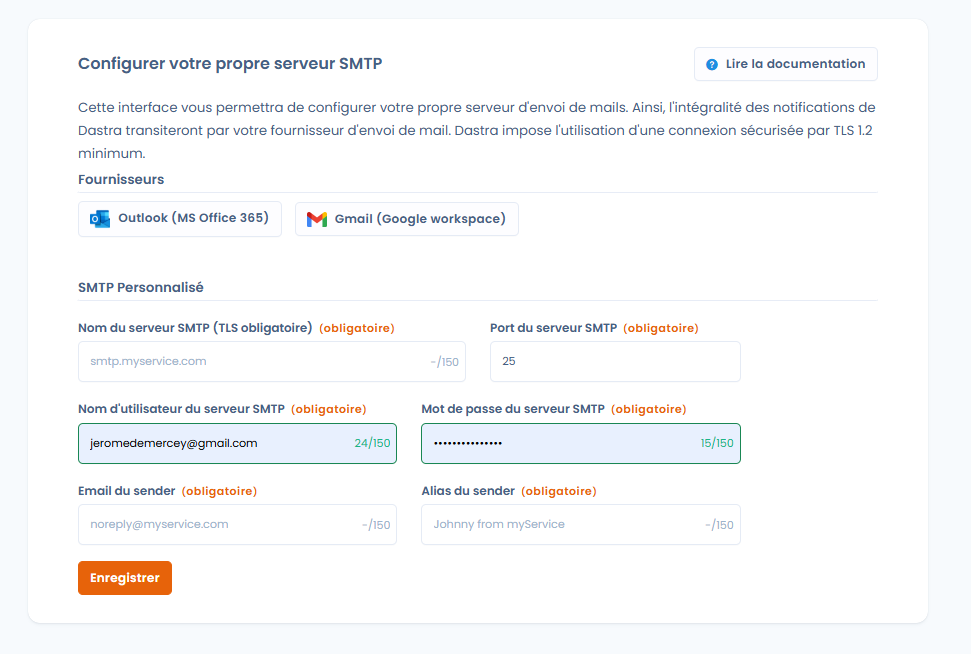 Configurer votre propre serveur SMTP
? Lire la documentation
Cette interface vous permettra de configurer votre propre serveur d'envoi de mails. Ainsi, l'intégralité des notifications de
Dastra transiteront par votre fournisseur d'envoi de mail. Dastra impose l'utilisation d'une connexion sécurisée par TLS 1.2
minimum.
Fournisseurs
Outlook (MS Office 365)
Gmail (Google workspace)
SMTP Personnalisé
Nom du serveur SMTP (TLS obligatoire) (obligatoire)
Port du serveur SMTP (obligatoire)
smtp.myservice.com -/150
25
Nom d'utilisateur du serveur SMTP (obligatoire)
Mot de passe du serveur SMTP (obligatoire)
jeromedemercey@gmail.com 24/150
••••••••••••••• 15/150
Email du sender (obligatoire)
Alias du sender (obligatoire)
noreply@myservice.com -/150
Johnny from myService -/150
Enregistrer